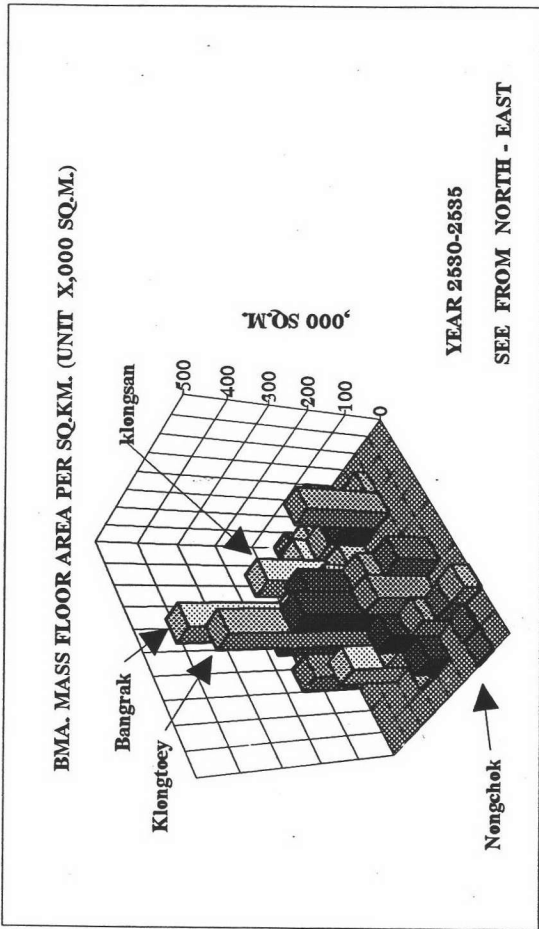 BMA. MASS FLOOR AREA PER SQ.KM. (UNIT X,000 SQ.M.)
Bangrak
Klongtoey
klongsan
500
400
300
200
100
0
,000 SQ.M.
Nongchok
YEAR 2530-2535
SEE FROM NORTH - EAST